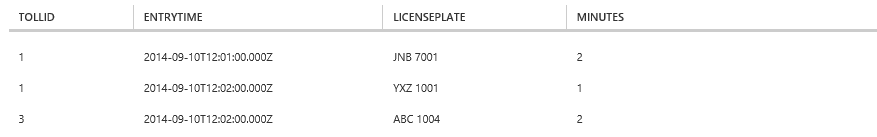 TOLLID ENTRYTIME LICENSEPLATE MINUTES
1 2014-09-10T12:01:00.000Z JNB 7001 2
1 2014-09-10T12:02:00.000Z YXZ 1001 1
3 2014-09-10T12:02:00.000Z ABC 1004 2